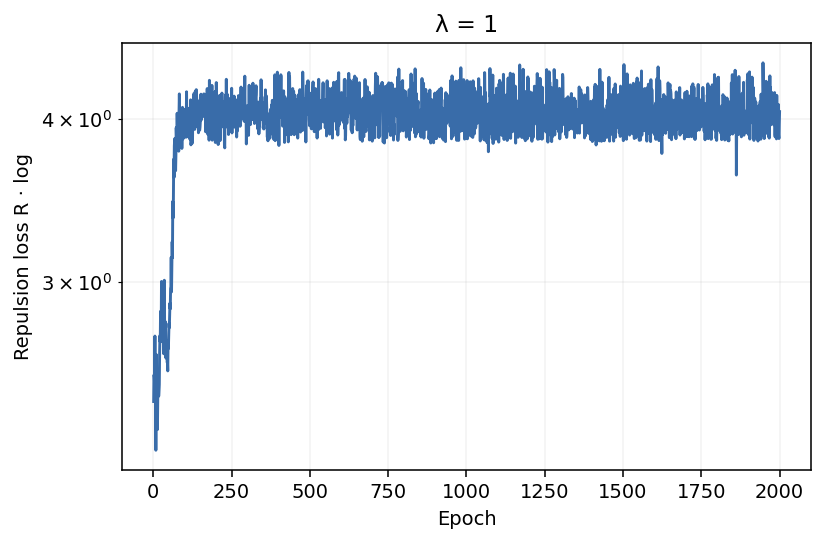 λ = 1
Repulsion loss R · log
4 × 10⁰
3 × 10⁰
0 250 500 750 1000 1250 1500 1750 2000
Epoch